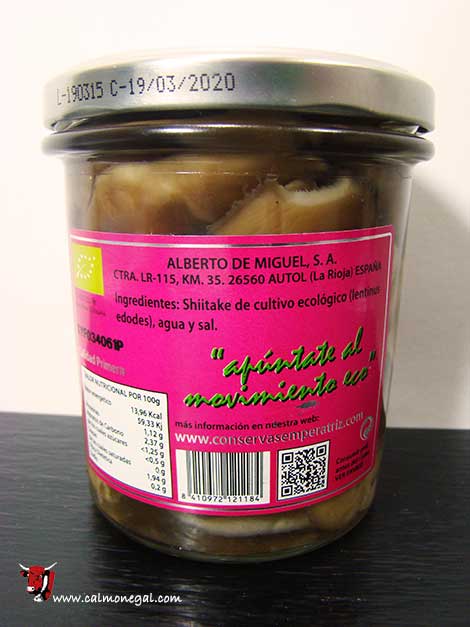 L-190315 C-19/03/2020
ALBERTO DE MIGUEL, S. A.
CTRA. LR-115, KM. 35. 26560 AUTOL (La Rioja) ESPAÑA
Ingredientes: Shiitake de cultivo ecológico (lentinus
edodes), agua y sal.
Primera
"apúntate al
movimiento eco"
VALOR NUTRICIONAL POR 100g
13,96 Kcal
59,33 Kj
1,12 g
2,37 g
<1,25 g
<0,5 g
0 g
1,94 g
0,2 g
más información en nuestra web:
www.conservasemperatriz.com
8 410972 121184
www.calmonegal.com